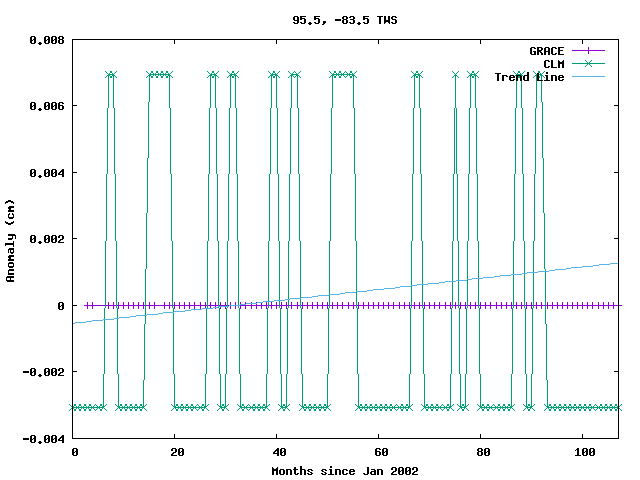 95.5, -83.5 TWS
GRACE
CLM
Trend Line
0.008
0.006
0.004
0.002
0
-0.002
-0.004
Anomaly (cm)
0 20 40 60 80 100
Months since Jan 2002